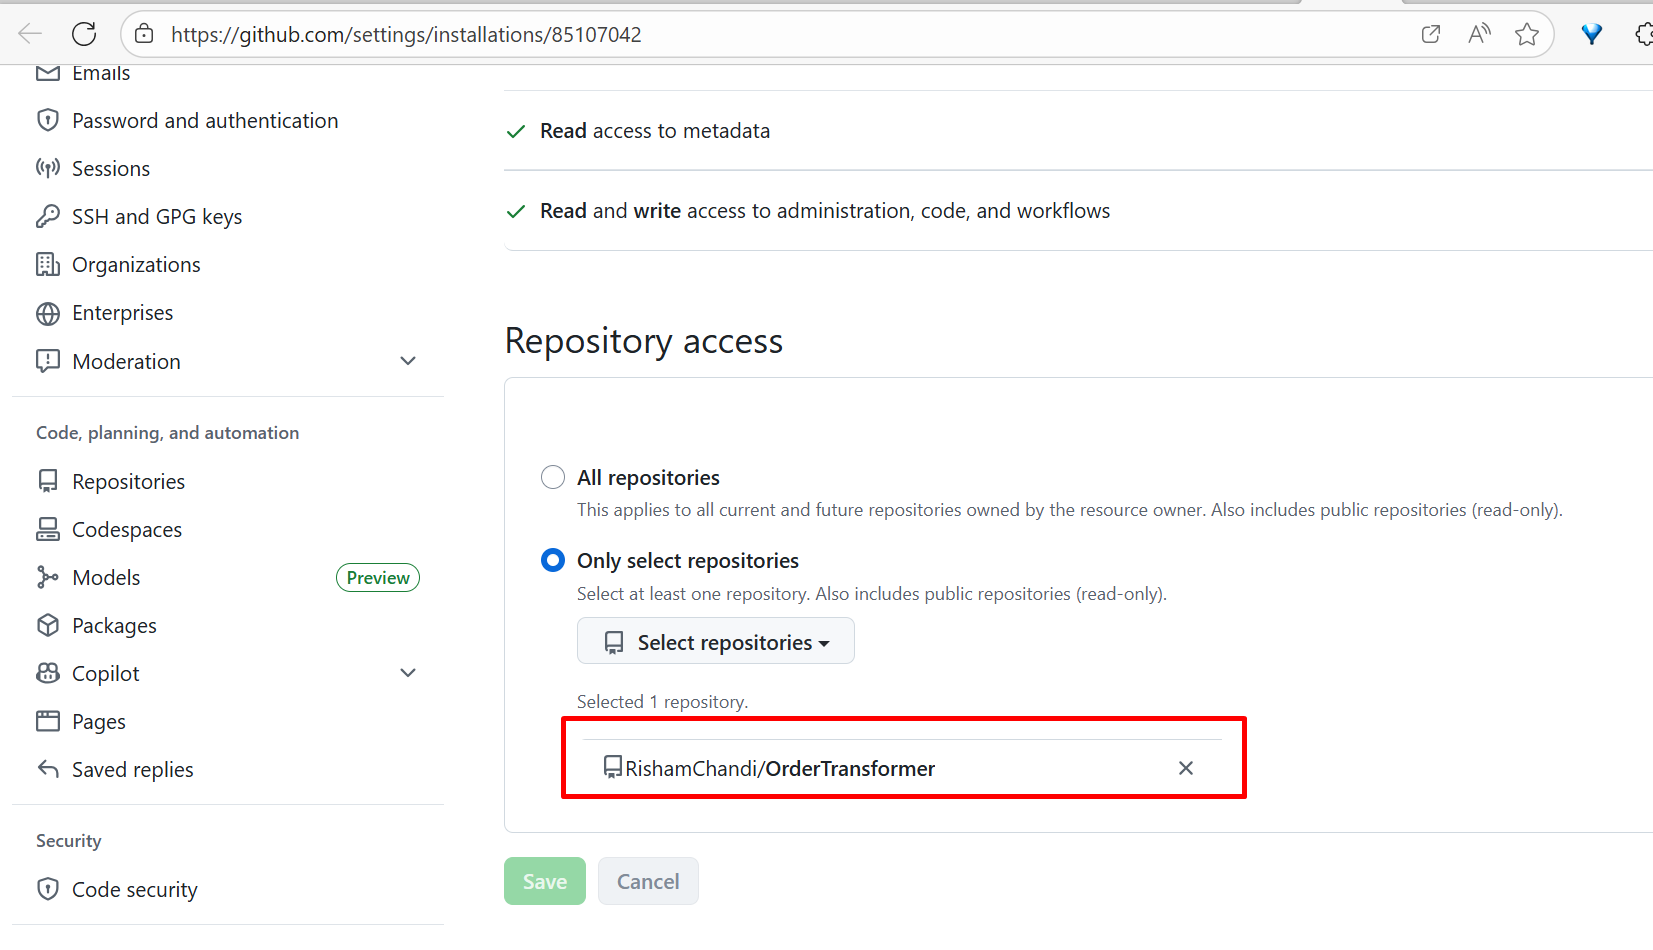 https://github.com/settings/installations/85107042
Emails
Password and authentication
Sessions
SSH and GPG keys
Organizations
Enterprises
Moderation
Code, planning, and automation
Repositories
Codespaces
Models Preview
Packages
Copilot
Pages
Saved replies
Security
Code security
Read access to metadata
Read and write access to administration, code, and workflows
Repository access
All repositories
This applies to all current and future repositories owned by the resource owner. Also includes public repositories (read-only).
Only select repositories
Select at least one repository. Also includes public repositories (read-only).
Select repositories
Selected 1 repository.
RishamChandi/OrderTransformer
Save Cancel